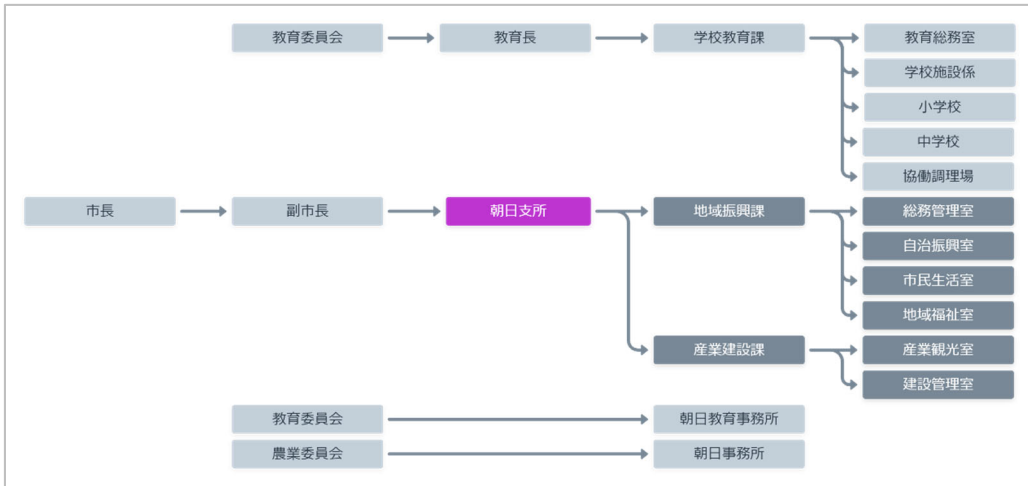 教育委員会 教育長 学校教育課 教育総務室
学校施設係
小学校
中学校
協働調理場
市長 副市長 朝日支所 地域振興課 総務管理室
自治振興室
市民生活室
地域福祉室
産業建設課 産業観光室
建設管理室
教育委員会 朝日教育事務所
農業委員会 朝日事務所